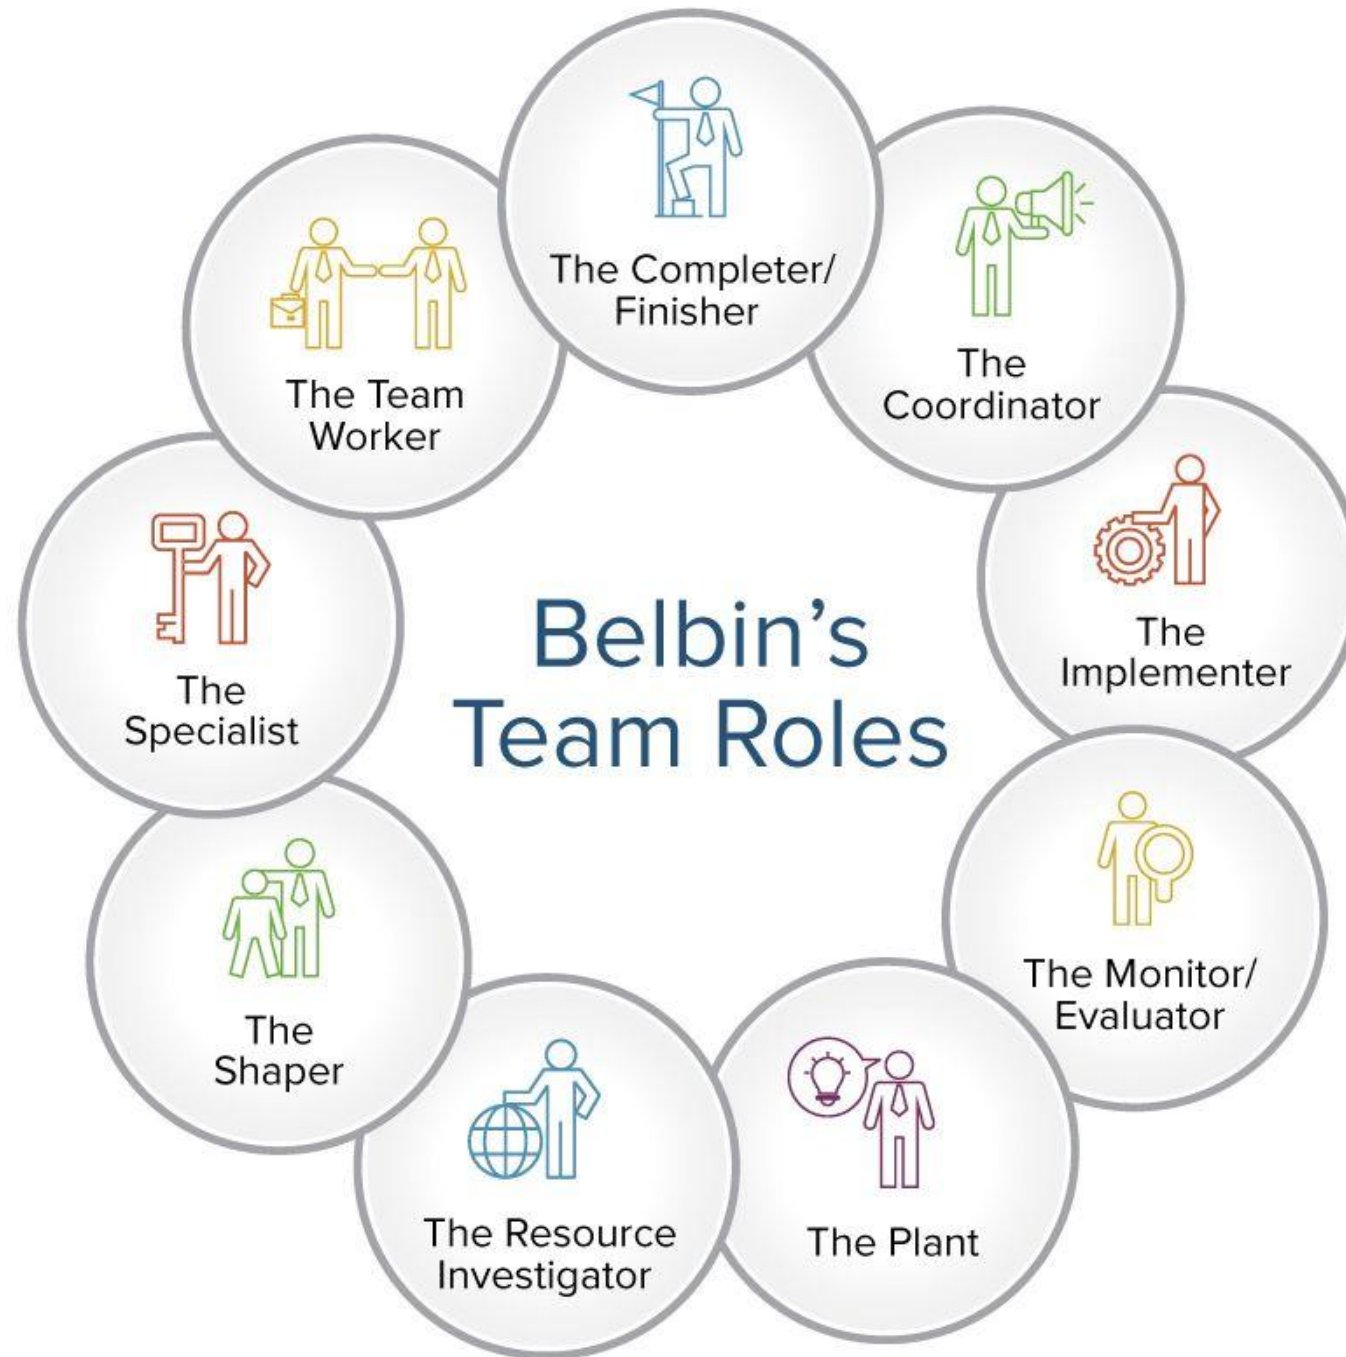 The Completer/
Finisher
The
Coordinator
The
Implementer
The Monitor/
Evaluator
The Plant
The Resource
Investigator
The
Shaper
The
Specialist
The Team
Worker
Belbin’s
Team Roles